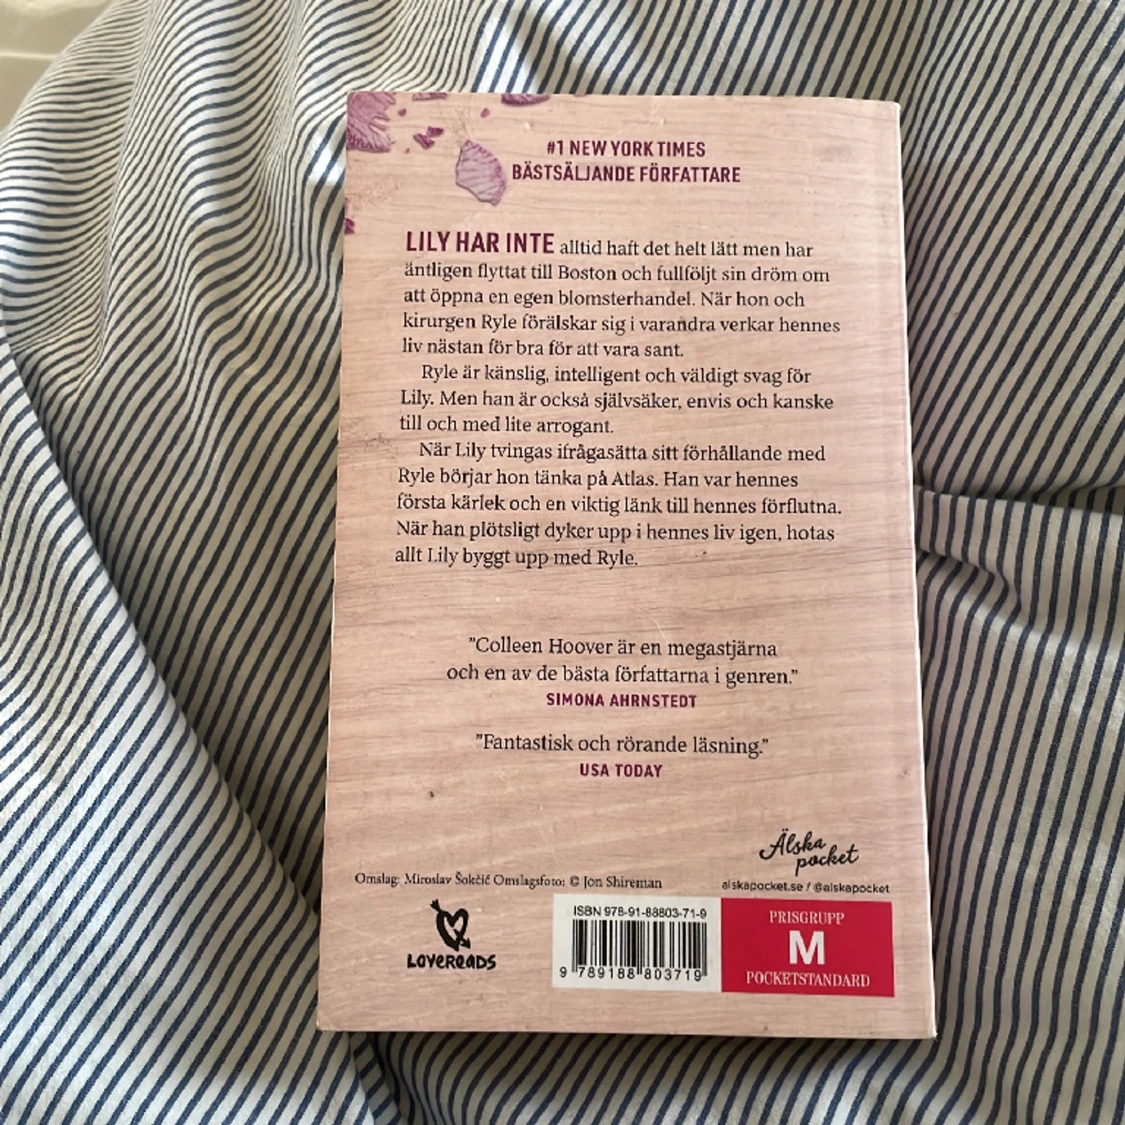 #1 NEW YORK TIMES
BÄSTSÄLJANDE FÖRFATTARE
LILY HAR INTE alltid haft det helt lätt men har
äntligen flyttat till Boston och fullföljt sin dröm om
att öppna en egen blomsterhandel. När hon och
kirurgen Ryle förälskar sig i varandra verkar hennes
liv nästan för bra för att vara sant.
Ryle är känslig, intelligent och väldigt svag för
Lily. Men han är också självsäker, envis och kanske
till och med lite arrogant.
När Lily tvingas ifrågasätta sitt förhållande med
Ryle börjar hon tänka på Atlas. Han var hennes
första kärlek och en viktig länk till hennes förflutna.
När han plötsligt dyker upp i hennes liv igen, hotas
allt Lily byggt upp med Ryle.
”Colleen Hoover är en megastjärna
och en av de bästa författarna i genren.”
SIMONA AHRNSTEDT
”Fantastisk och rörande läsning.”
USA TODAY
Älska
pocket
alskapocket.se / @alskapocket
Omslag: Miroslav Šokčić Omslagsfoto: © Jon Shireman
LOVEREADS
ISBN 978-91-88803-71-9
9 789188 803719
PRISGRUPP
M
POCKETSTANDARD